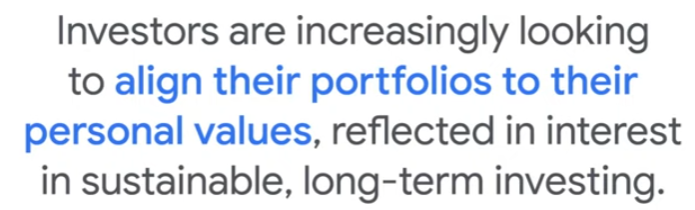 Investors are increasingly looking
to align their portfolios to their
personal values, reflected in interest
in sustainable, long-term investing.